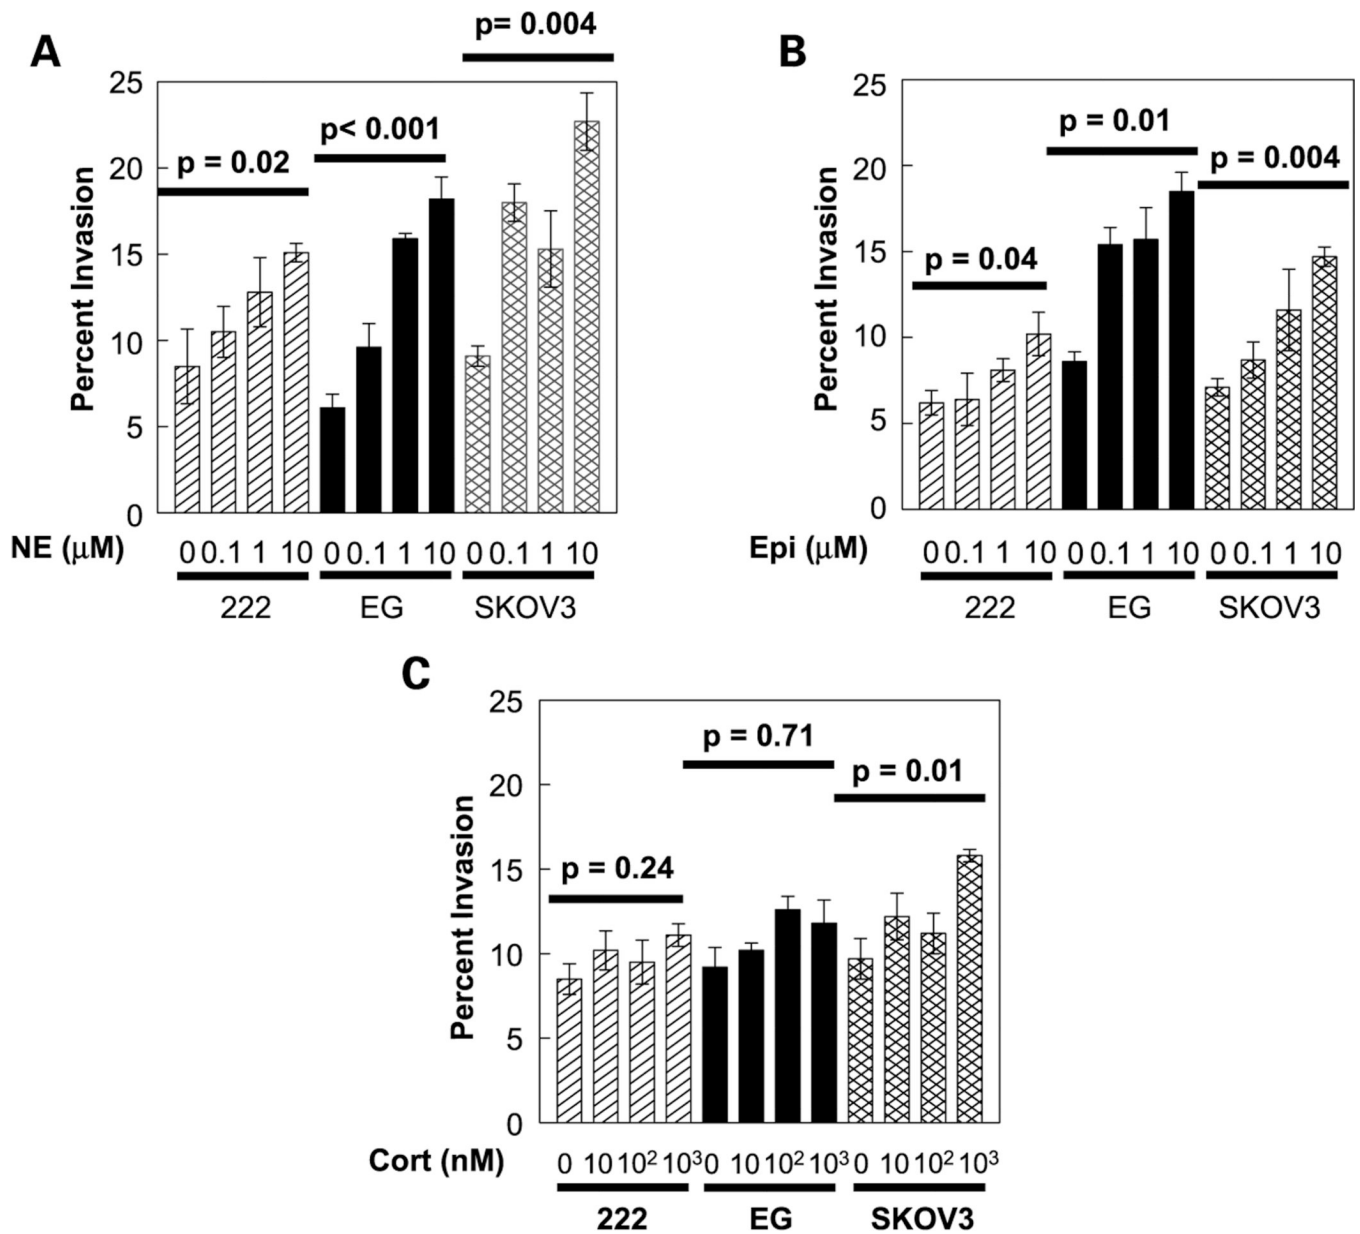 A
p= 0.004
p< 0.001
p = 0.02
Percent Invasion
25
20
15
10
5
0
NE (μM)
0 0.1 1 10 0 0.1 1 10 0 0.1 1 10
222 EG SKOV3
B
p = 0.01
p = 0.004
p = 0.04
Percent Invasion
25
20
15
10
5
0
Epi (μM)
0 0.1 1 10 0 0.1 1 10 0 0.1 1 10
222 EG SKOV3
C
p = 0.71
p = 0.01
p = 0.24
Percent Invasion
25
20
15
10
5
0
Cort (nM)
0 10 10² 10³ 0 10 10² 10³ 0 10 10² 10³
222 EG SKOV3